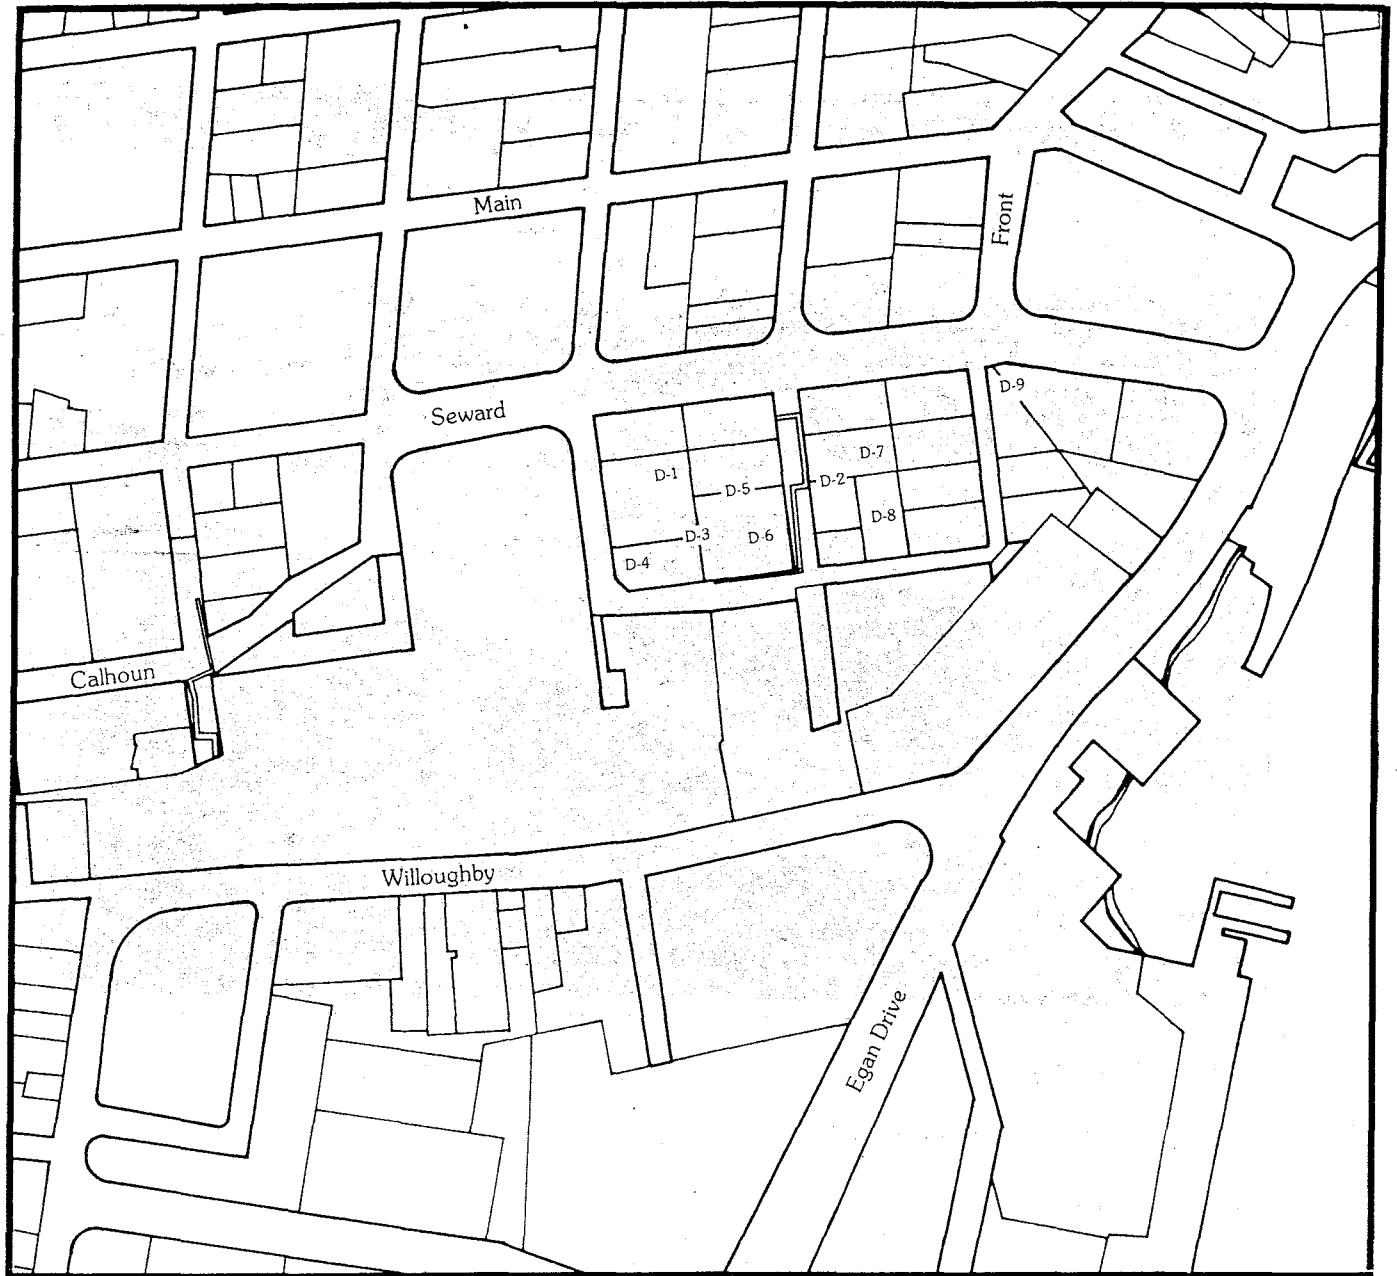 Main
Front
D-9
Seward
D-7
D-1
D-2
D-5
D-8
D-3
D-6
D-4
Calhoun
Willoughby
Egan Drive